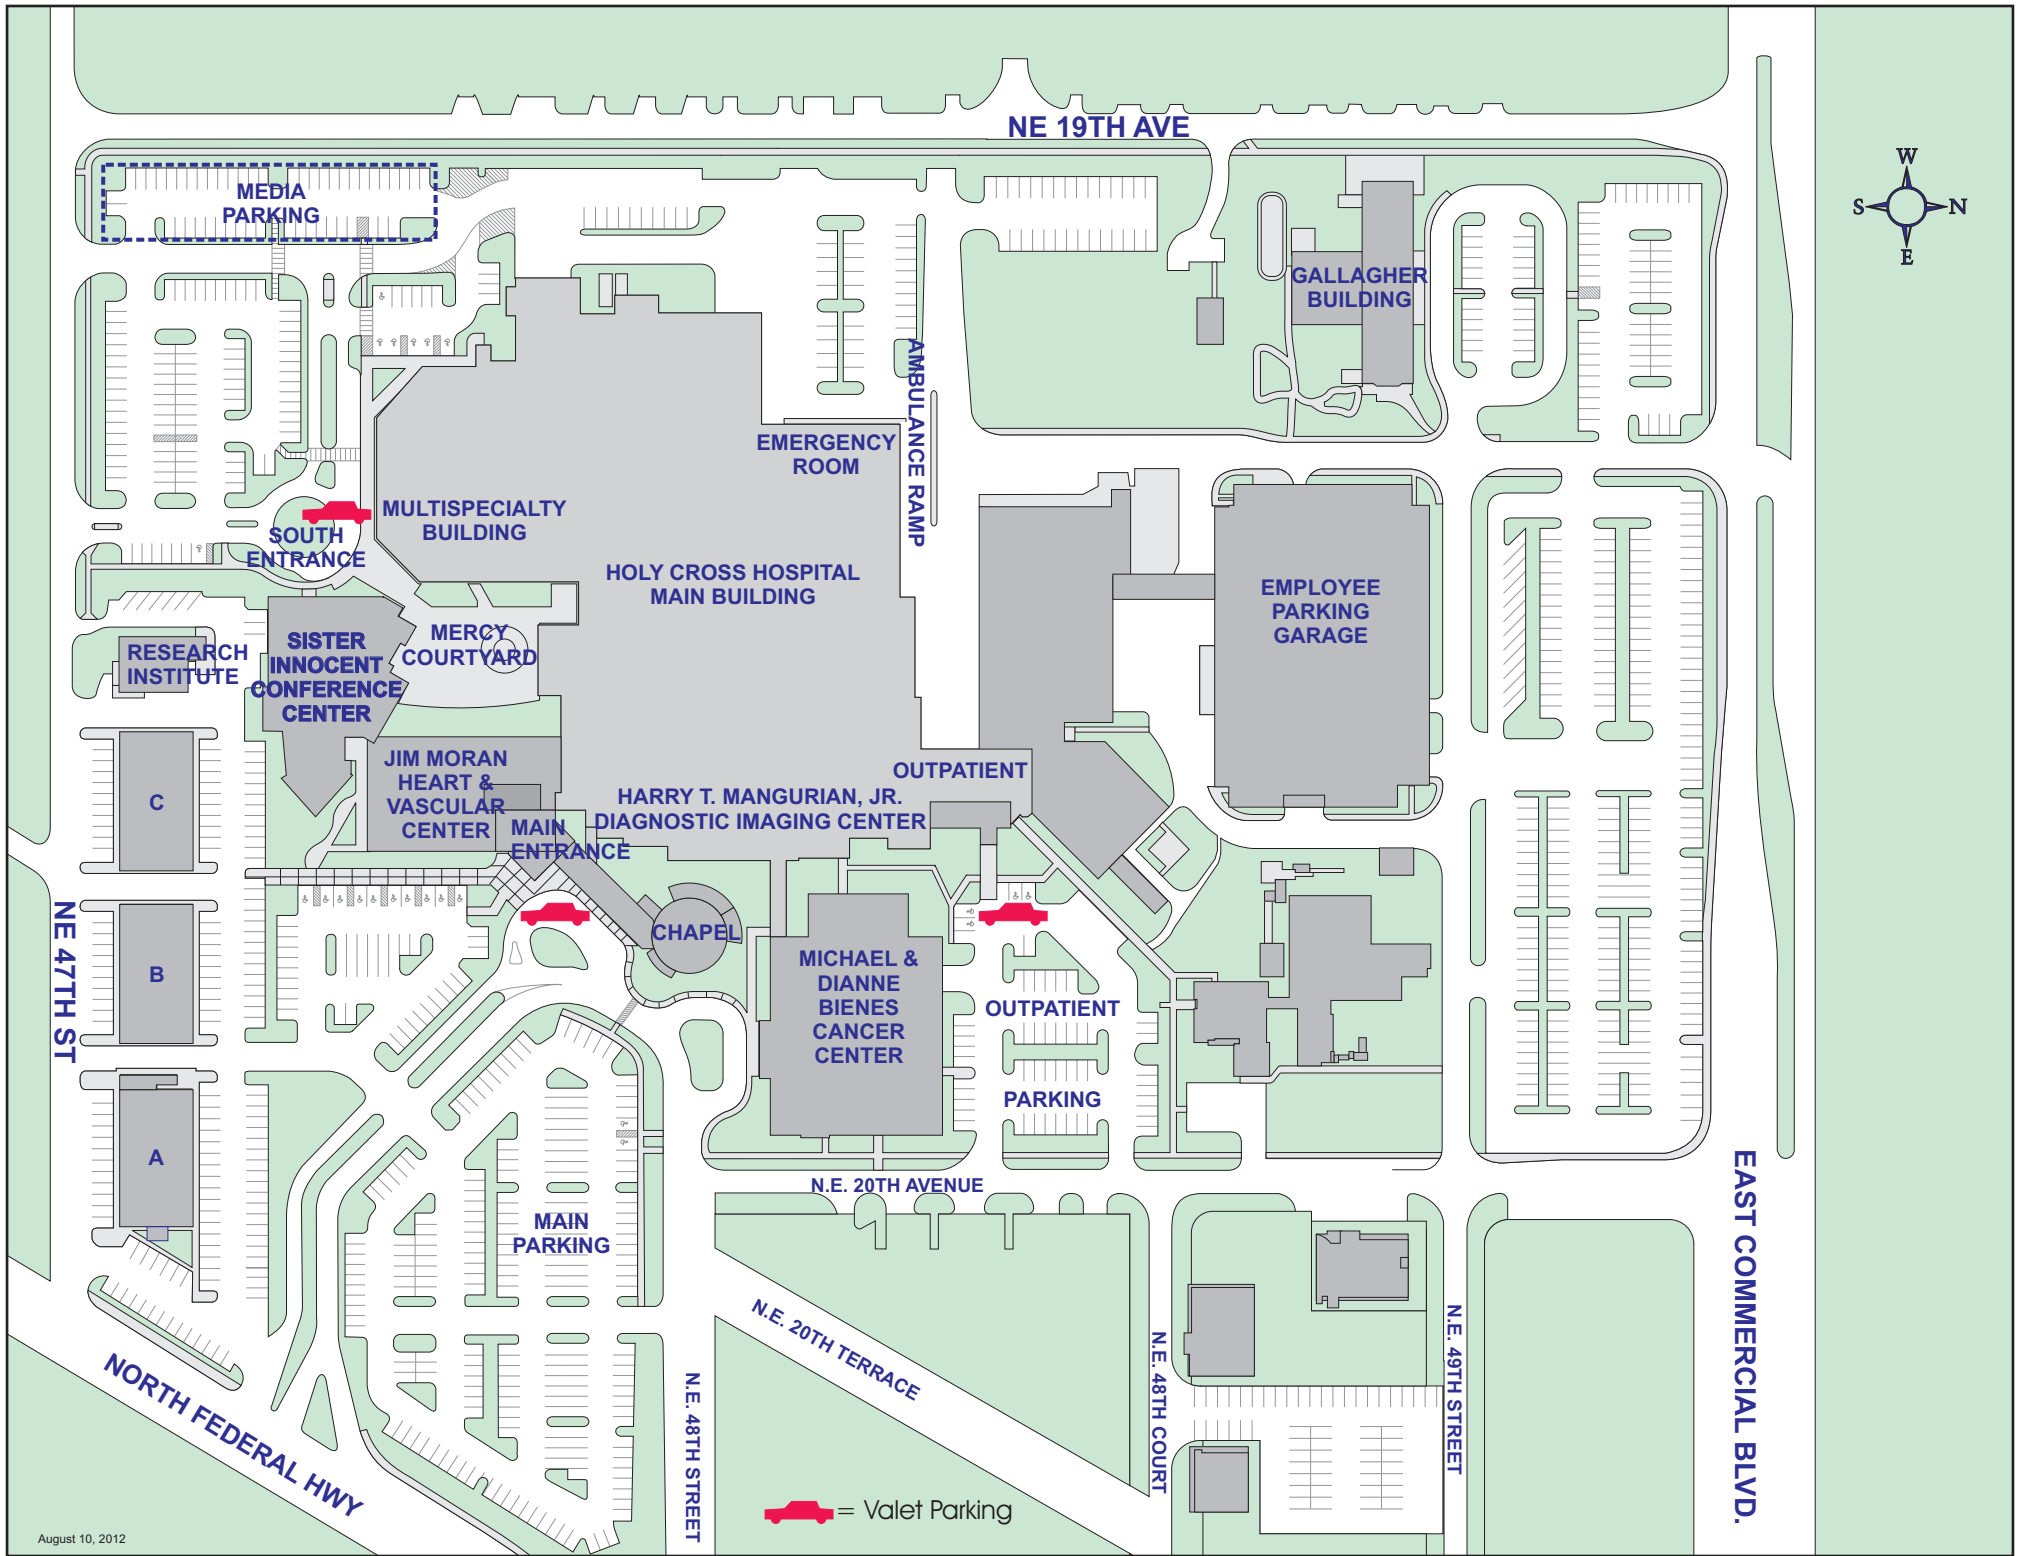 NE 19TH AVE
W
S
N
E
MEDIA
PARKING
GALLAGHER
BUILDING
AMBULANCE RAMP
EMERGENCY
ROOM
MULTISPECIALTY
BUILDING
SOUTH
ENTRANCE
HOLY CROSS HOSPITAL
MAIN BUILDING
EMPLOYEE
PARKING
GARAGE
MERCY
COURTYARD
SISTER
INNOCENT
CONFERENCE
CENTER
RESEARCH
INSTITUTE
JIM MORAN
HEART &
VASCULAR
CENTER
OUTPATIENT
HARRY T. MANGURIAN, JR.
DIAGNOSTIC IMAGING CENTER
MAIN
ENTRANCE
C
B
A
NE 47TH ST
CHAPEL
MICHAEL &
DIANNE
BIENES
CANCER
CENTER
OUTPATIENT
PARKING
N.E. 20TH AVENUE
MAIN
PARKING
EAST COMMERCIAL BLVD.
N.E. 20TH TERRACE
N.E. 48TH COURT
N.E. 49TH STREET
N.E. 48TH STREET
NORTH FEDERAL HWY
= Valet Parking
August 10, 2012